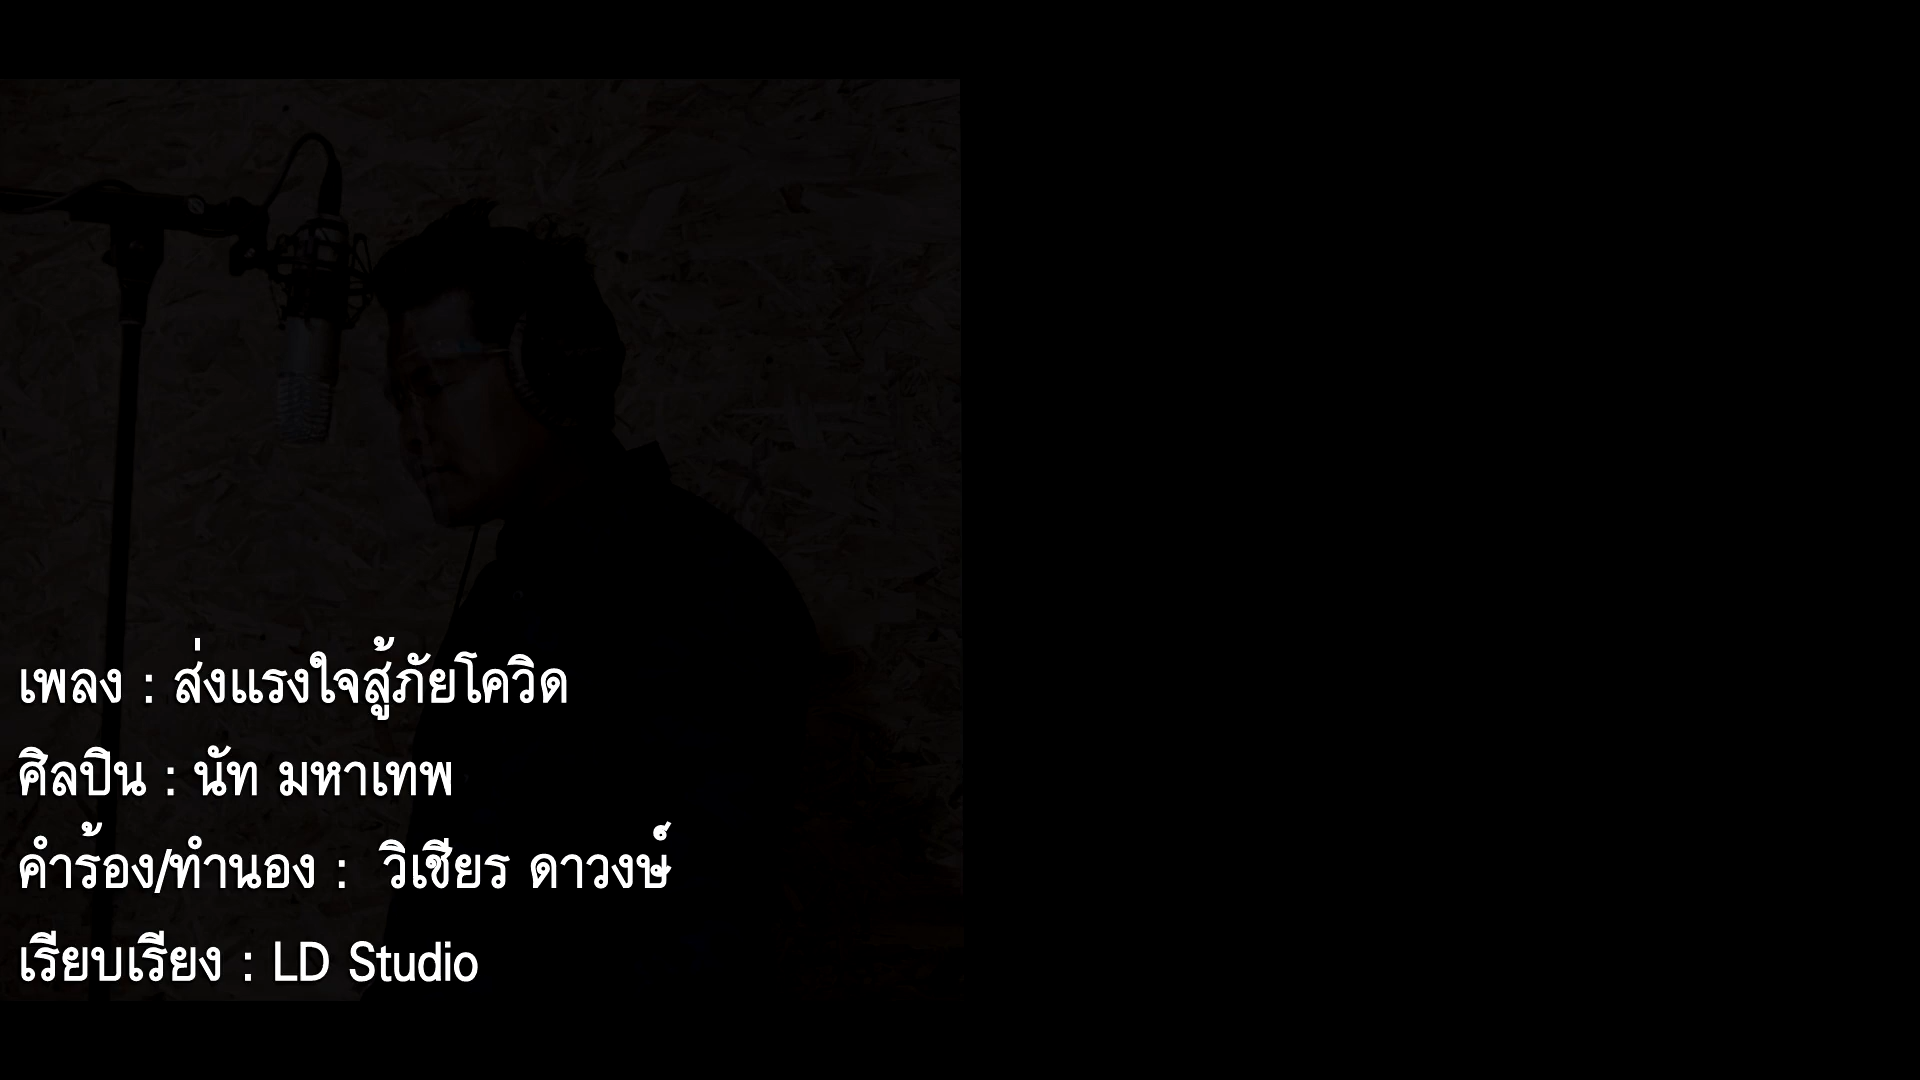 เพลง : ส่งแรงใจสู้ภัยโควิด
ศิลปิน : นัท มหาเทพ
คำร้อง/ทำนอง : วิเชียร ดาวงษ์
เรียบเรียง : LD Studio